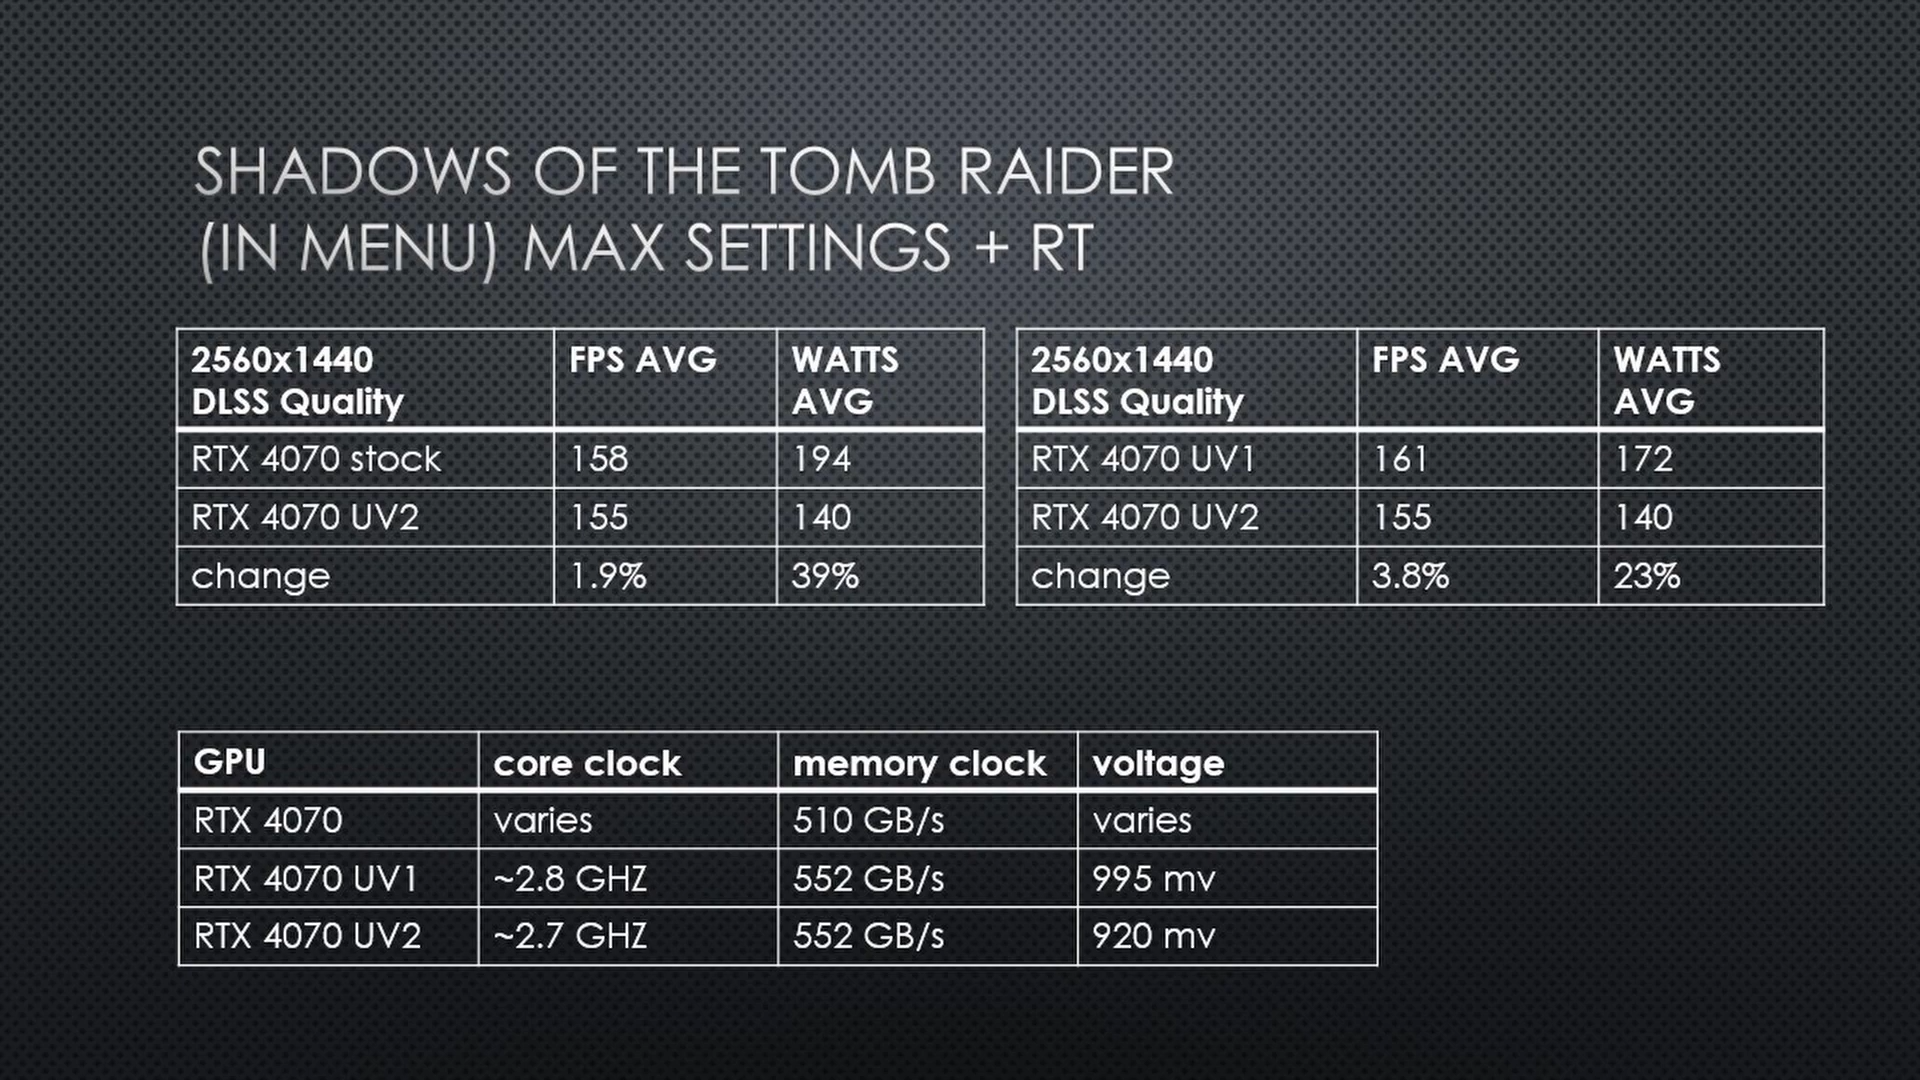 SHADOWS OF THE TOMB RAIDER
(IN MENU) MAX SETTINGS + RT
2560x1440 FPS AVG WATTS
DLSS Quality AVG
RTX 4070 stock 158 194
RTX 4070 UV2 155 140
change 1.9% 39%
2560x1440 FPS AVG WATTS
DLSS Quality AVG
RTX 4070 UV1 161 172
RTX 4070 UV2 155 140
change 3.8% 23%
GPU core clock memory clock voltage
RTX 4070 varies 510 GB/s varies
RTX 4070 UV1 ~2.8 GHZ 552 GB/s 995 mv
RTX 4070 UV2 ~2.7 GHZ 552 GB/s 920 mv